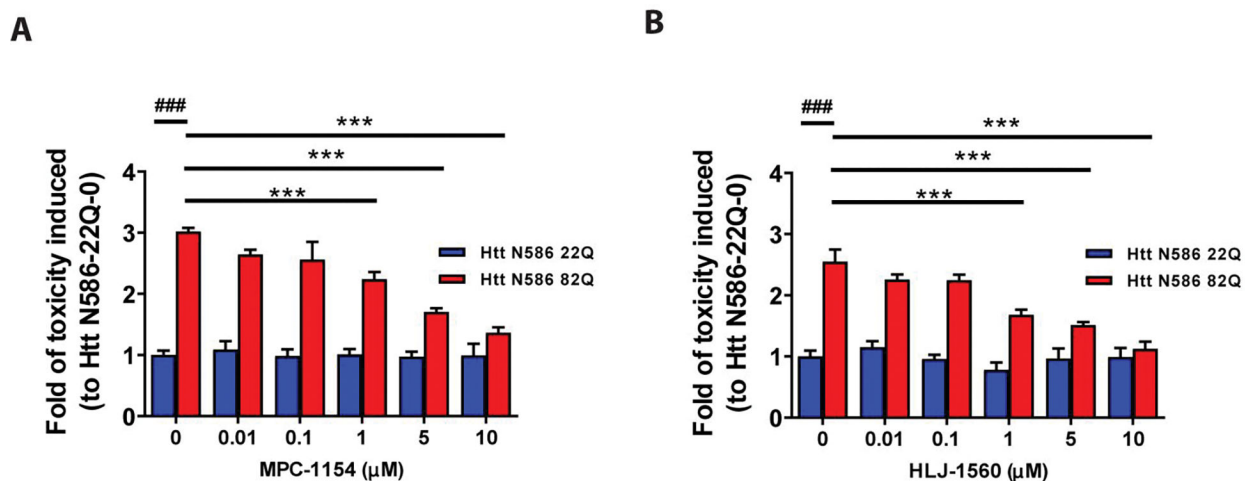 A
###
***
***
***
Fold of toxicity induced
(to Htt N586-22Q-0)
4
3
2
1
0
Htt N586 22Q
Htt N586 82Q
0 0.01 0.1 1 5 10
MPC-1154 (μM)
B
###
***
***
***
Fold of toxicity induced
(to Htt N586-22Q-0)
4
3
2
1
0
Htt N586 22Q
Htt N586 82Q
0 0.01 0.1 1 5 10
HLJ-1560 (μM)